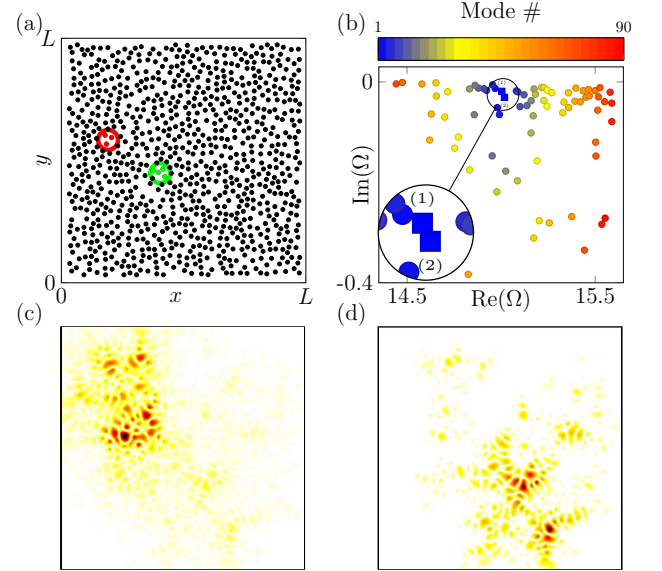 (a)
L
y
0
0
x
L
(b)
Mode #
1
90
0
Im(Ω)
-0.4
14.5
Re(Ω)
15.5
(1)
(2)
(1)
(2)
(c)
(d)